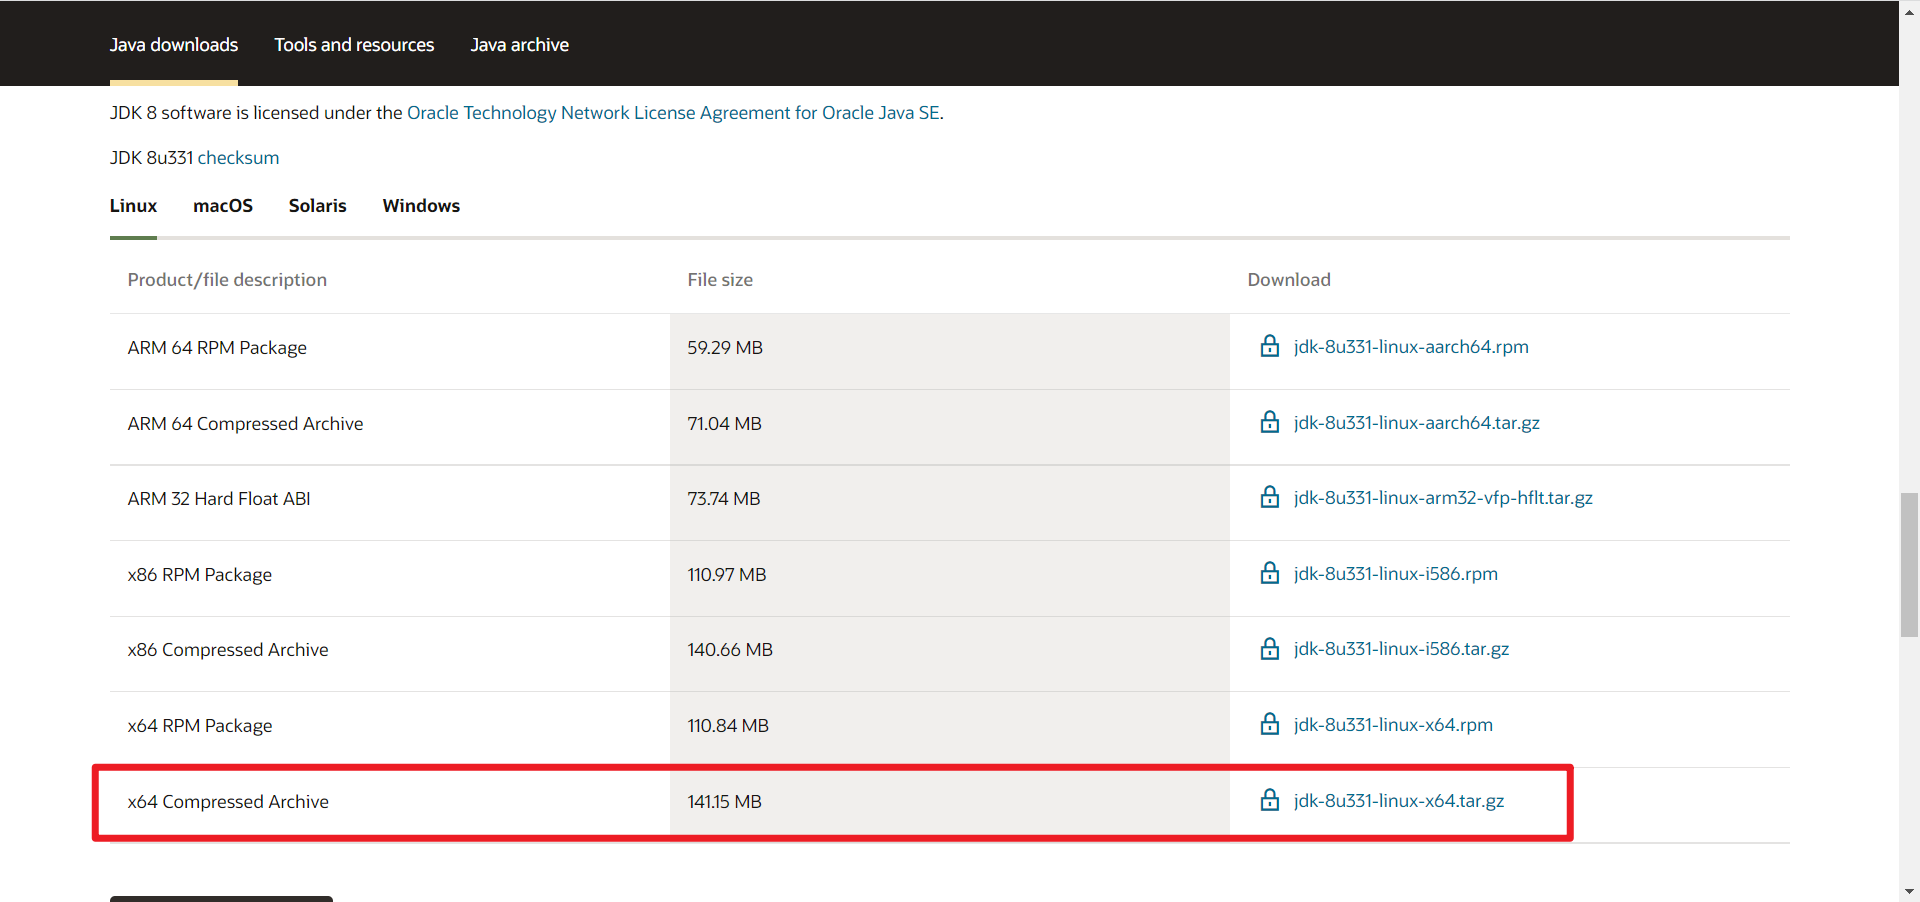 Java downloads Tools and resources Java archive
JDK 8 software is licensed under the Oracle Technology Network License Agreement for Oracle Java SE.
JDK 8u331 checksum
Linux macOS Solaris Windows
Product/file description File size Download
ARM 64 RPM Package 59.29 MB jdk-8u331-linux-aarch64.rpm
ARM 64 Compressed Archive 71.04 MB jdk-8u331-linux-aarch64.tar.gz
ARM 32 Hard Float ABI 73.74 MB jdk-8u331-linux-arm32-vfp-hflt.tar.gz
x86 RPM Package 110.97 MB jdk-8u331-linux-i586.rpm
x86 Compressed Archive 140.66 MB jdk-8u331-linux-i586.tar.gz
x64 RPM Package 110.84 MB jdk-8u331-linux-x64.rpm
x64 Compressed Archive 141.15 MB jdk-8u331-linux-x64.tar.gz